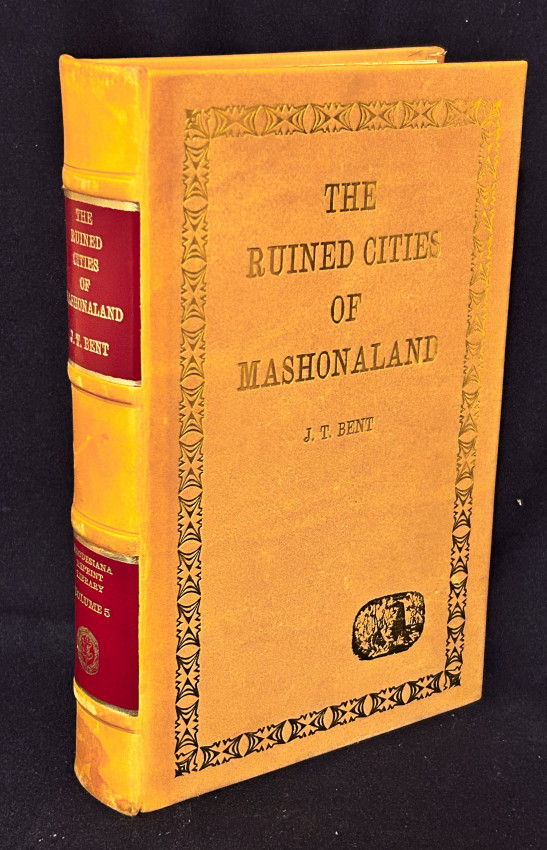 THE
RUINED
CITIES
OF
MASHONALAND
J. T. BENT
RHODESIANA
REPRINT
LIBRARY
VOLUME 5
THE
RUINED CITIES
OF
MASHONALAND
J. T. BENT